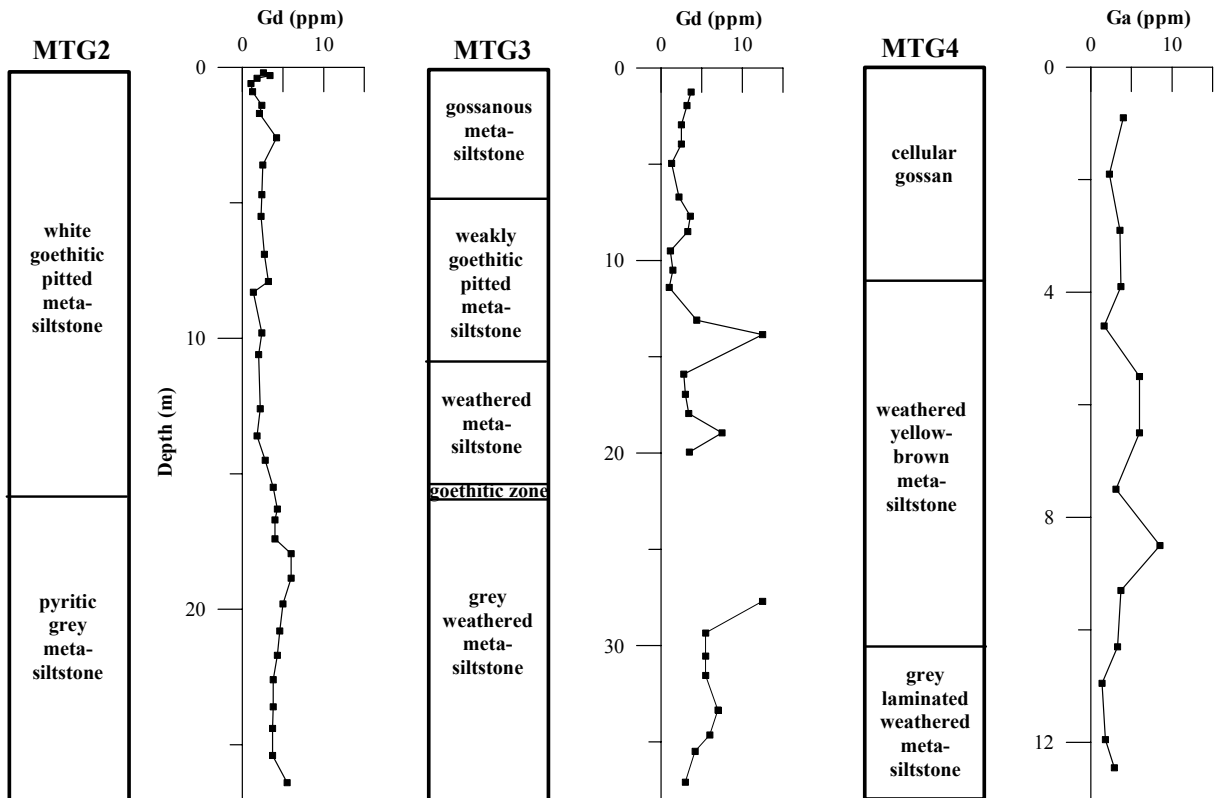 Gd (ppm)
MTG2
0
10
0
10
20
Depth (m)
white
goethitic
pitted
meta-
siltstone
pyritic
grey
meta-
siltstone
Gd (ppm)
MTG3
0
10
0
10
20
30
gossanous
meta-
siltstone
weakly
goethitic
pitted
meta-
siltstone
weathered
meta-
siltstone
goethitic zone
grey
weathered
meta-
siltstone
Ga (ppm)
MTG4
0
10
0
4
8
12
cellular
gossan
weathered
yellow-
brown
meta-
siltstone
grey
laminated
weathered
meta-
siltstone